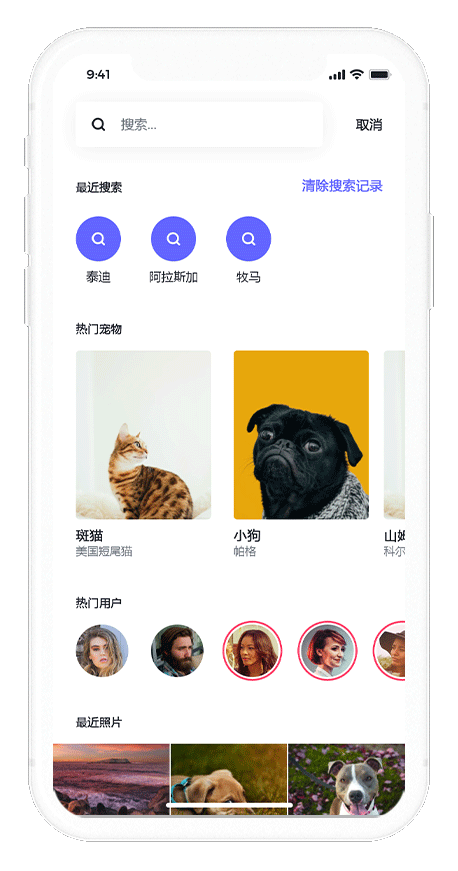 9:41
搜索...
取消
最近搜索
清除搜索记录
泰迪
阿拉斯加
牧马
热门宠物
斑猫
小狗
山姆
美国短尾猫
帕格
科尔
热门用户
最近照片